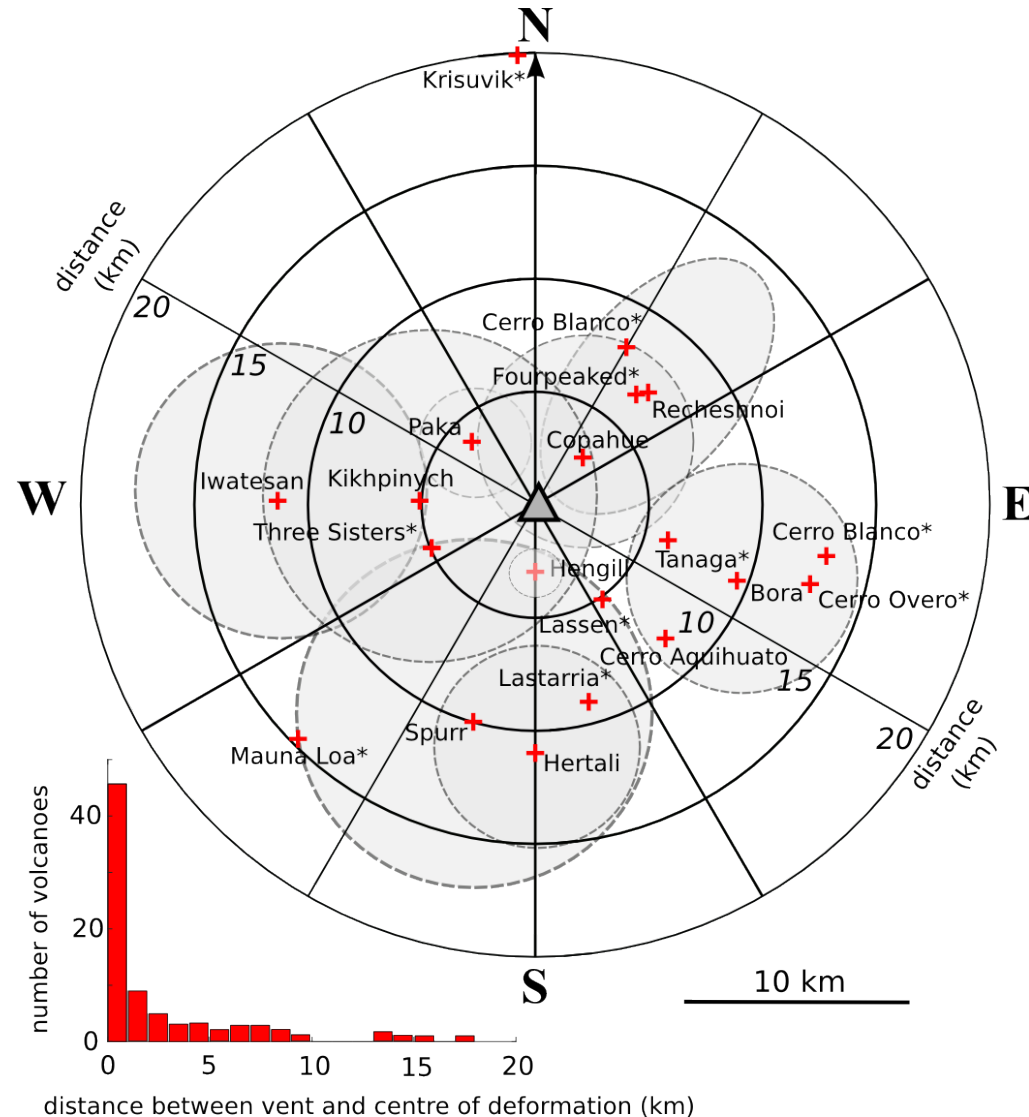 N
Krisuvik*
distance
(km)
20
15
10
Cerro Blanco*
Fourpeaked*
Recheshnoi
Paka
Copahue
W
E
Iwatesan
Kikhpinych
Three Sisters*
Cerro Blanco*
Tanaga*
Hengill
Bora
Cerro Overo*
Lassen*
10
Cerro Aquihuato
15
Lastarria*
20
distance
(km)
Spurr
Mauna Loa*
Hertali
S
10 km
number of volcanoes
40
20
0
0
5
10
15
20
distance between vent and centre of deformation (km)